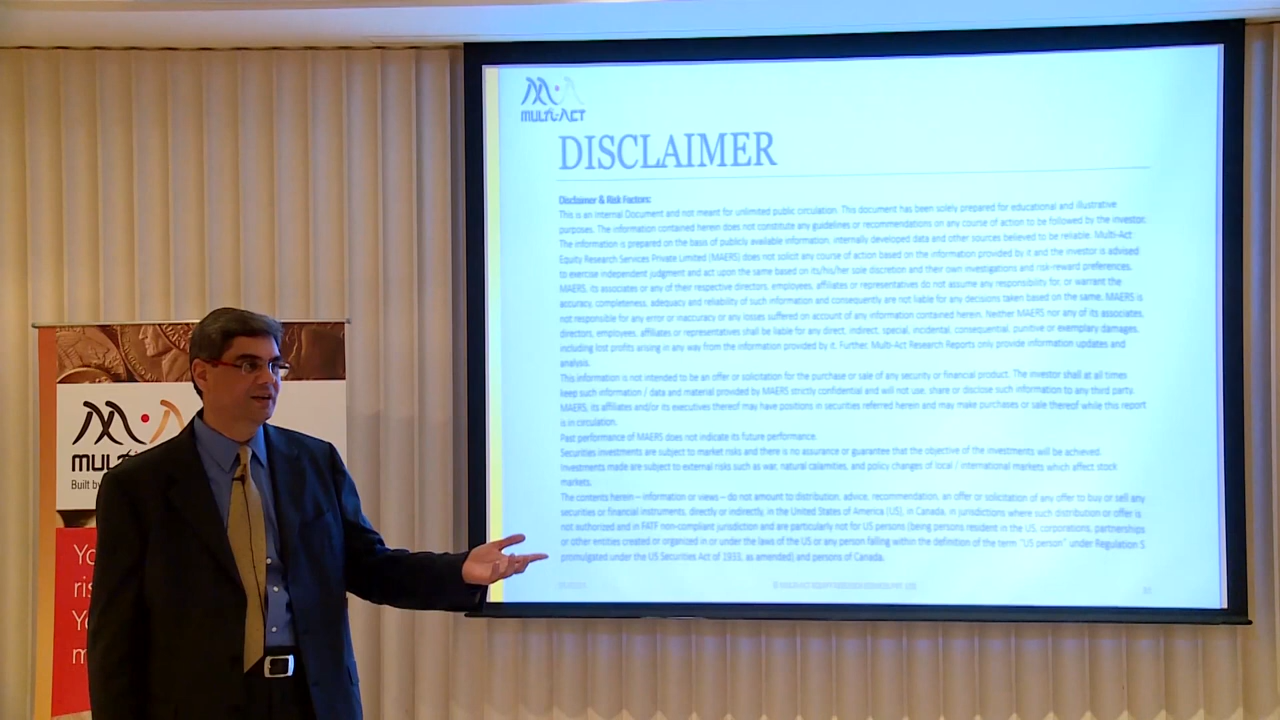 MULTI-ACT
DISCLAIMER
Disclaimer & Risk Factors:
This is an Internal Document and not meant for unlimited public circulation. This document has been solely prepared for educational and illustrative
purposes. The information contained herein does not constitute any guidelines or recommendations on any course of action to be followed by the investor.
The information is prepared on the basis of publicly available information, internally developed data and other sources believed to be reliable. Multi-Act
Equity Research Services Private Limited (MAERS) does not solicit any course of action based on the information provided by it and the investor is advised
to exercise independent judgment and act upon the same based on its/his/her sole discretion and their own investigations and risk-reward preferences.
MAERS, its associates or any of their respective directors, employees, affiliates or representatives do not assume any responsibility for, or warrant the
accuracy, completeness, adequacy and reliability of such information and consequently are not liable for any decisions taken based on the same. MAERS is
not responsible for any error or inaccuracy or any losses suffered on account of any information contained herein. Neither MAERS nor any of its associates,
directors, employees, affiliates or representatives shall be liable for any direct, indirect, special, incidental, consequential, punitive or exemplary damages,
including lost profits arising in any way from the information provided by it. Further, Multi-Act Research Reports only provide information updates and
analysis.
This information is not intended to be an offer or solicitation for the purchase or sale of any security or financial product. The investor shall at all times
keep such information / data and material provided by MAERS strictly confidential and will not use, share or disclose such information to any third party.
MAERS, its affiliates and/or its executives thereof may have positions in securities referred herein and may make purchases or sale thereof while this report
is in circulation.
Past performance of MAERS does not indicate its future performance.
Securities investments are subject to market risks and there is no assurance or guarantee that the objective of the investments will be achieved.
Investments made are subject to external risks such as war, natural calamities, and policy changes of local / international markets which affect stock
markets.
The contents herein – information or views – do not amount to distribution, advice, recommendation, an offer or solicitation of any offer to buy or sell any
securities or financial instruments, directly or indirectly, in the United States of America (US), in Canada, in jurisdictions where such distribution or offer is
not authorized and in FATF non-compliant jurisdiction and are particularly not for US persons (being persons resident in the US, corporations, partnerships
or other entities created or organized in or under the laws of the US or any person falling within the definition of the term "US person" under Regulation S
promulgated under the US Securities Act of 1933, as amended) and persons of Canada.
MUL
Built by
Yo
ris
Yo
m